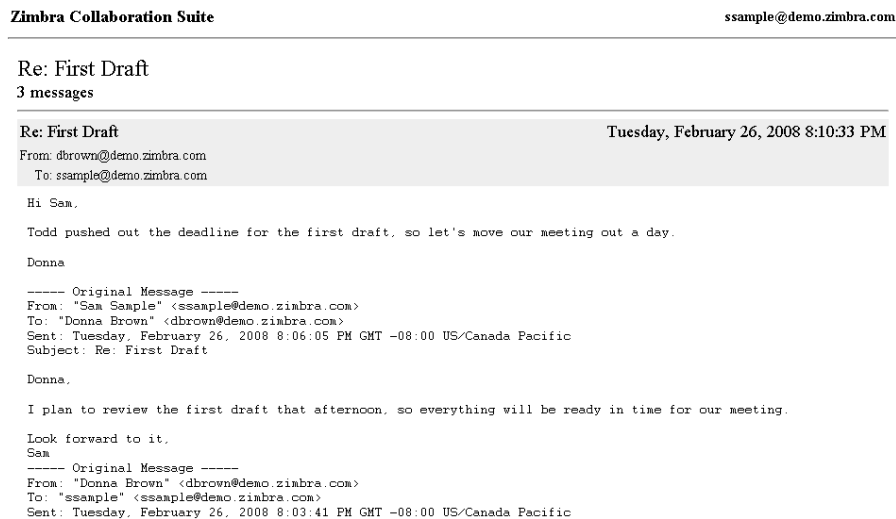 Zimbra Collaboration Suite
ssample@demo.zimbra.com
Re: First Draft
3 messages
Re: First Draft
Tuesday, February 26, 2008 8:10:33 PM
From: dbrown@demo.zimbra.com
To: ssample@demo.zimbra.com
Hi Sam,
Todd pushed out the deadline for the first draft, so let's move our meeting out a day.
Donna
----- Original Message -----
From: "Sam Sample" <ssample@demo.zimbra.com>
To: "Donna Brown" <dbrown@demo.zimbra.com>
Sent: Tuesday, February 26, 2008 8:06:05 PM GMT -08:00 US/Canada Pacific
Subject: Re: First Draft
Donna,
I plan to review the first draft that afternoon, so everything will be ready in time for our meeting.
Look forward to it,
Sam
----- Original Message -----
From: "Donna Brown" <dbrown@demo.zimbra.com>
To: "ssample" <ssample@demo.zimbra.com>
Sent: Tuesday, February 26, 2008 8:03:41 PM GMT -08:00 US/Canada Pacific